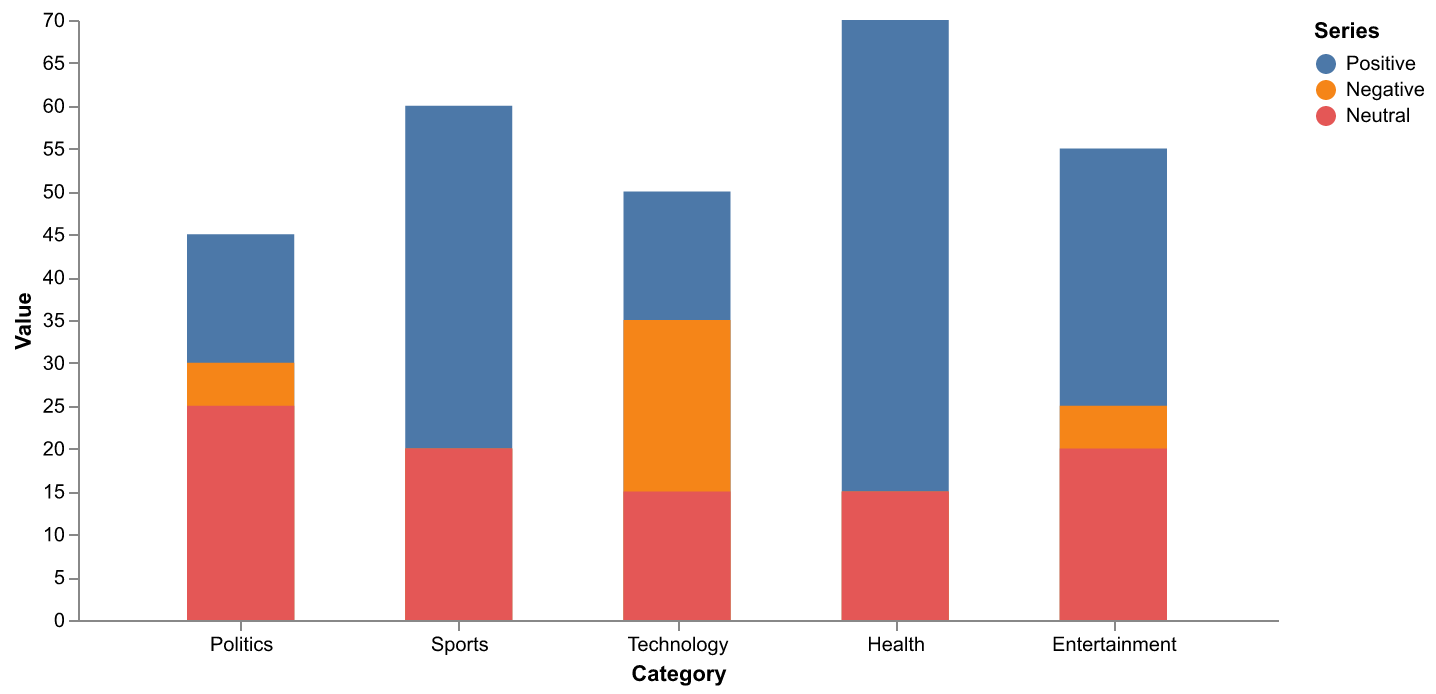 70
65
60
55
50
45
40
35
30
25
20
15
10
5
0
Value
Politics
Sports
Technology
Health
Entertainment
Category
Series
Positive
Negative
Neutral